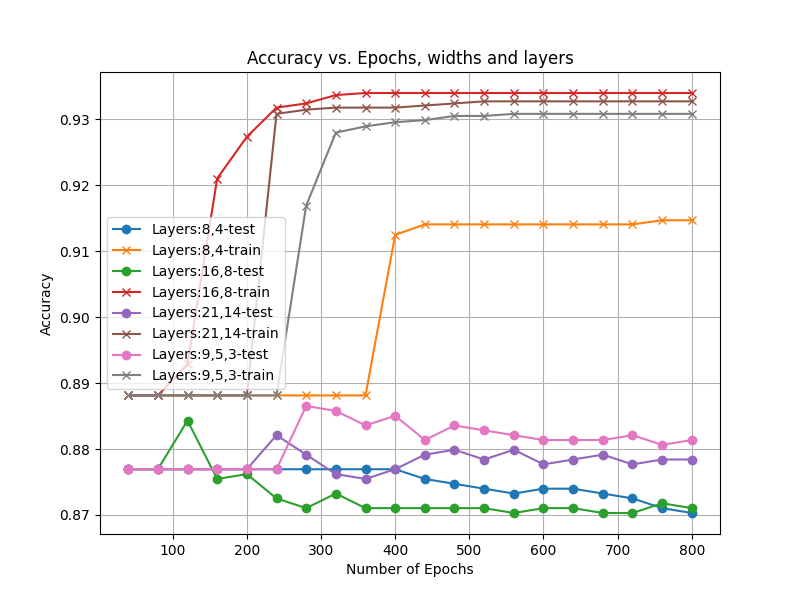 Accuracy vs. Epochs, widths and layers
0.93
0.92
0.91
0.90
0.89
0.88
0.87
Accuracy
Layers:8,4-test
Layers:8,4-train
Layers:16,8-test
Layers:16,8-train
Layers:21,14-test
Layers:21,14-train
Layers:9,5,3-test
Layers:9,5,3-train
100 200 300 400 500 600 700 800
Number of Epochs